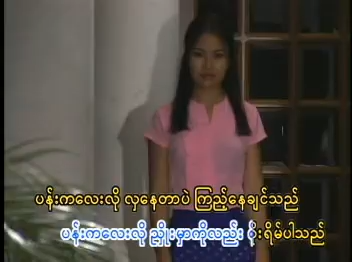 ပန်းကလေးလို လှနေတာပဲ ကြည့်နေချင်သည်
ပန်းကလေးလို ညှိုးမှာကိုလည်း စိုးရိမ်ပါသည်